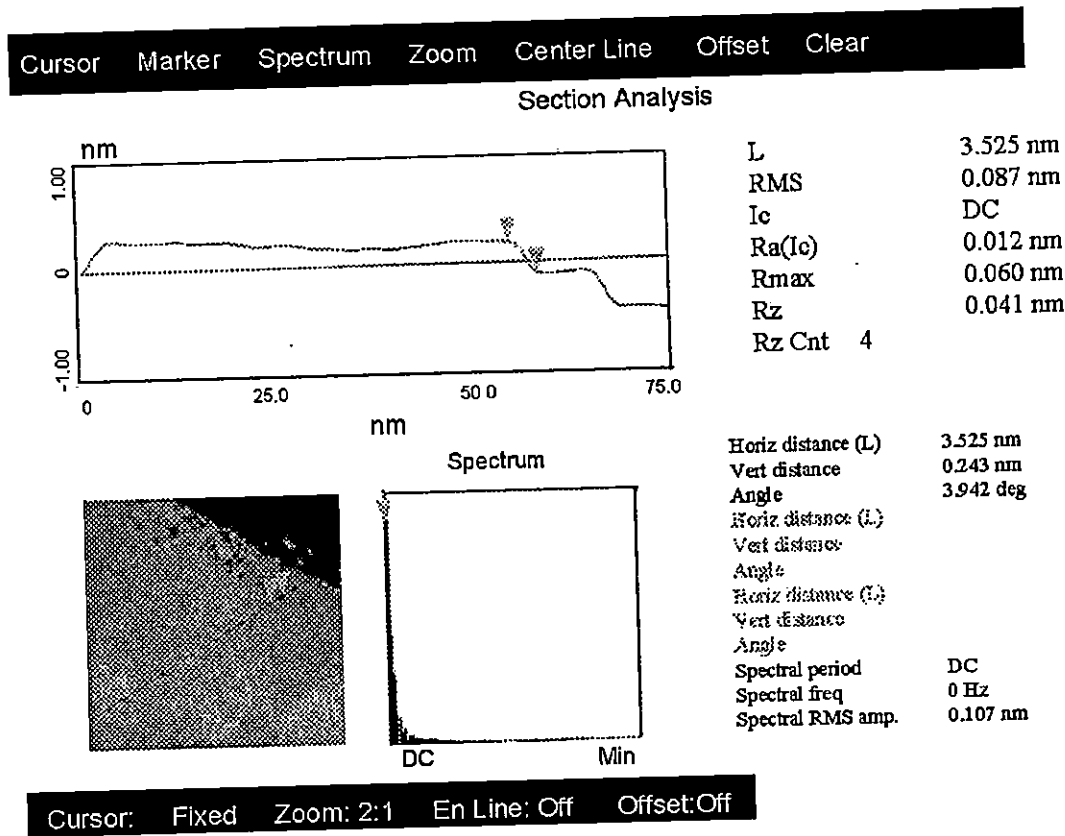 Cursor Marker Spectrum Zoom Center Line Offset Clear
Section Analysis
nm
1.00
0
-1.00
0 25.0 50 0 75.0
nm
L 3.525 nm
RMS 0.087 nm
Ic DC
Ra(Ic) 0.012 nm
Rmax 0.060 nm
Rz 0.041 nm
Rz Cnt 4
Spectrum
DC Min
Horiz distance (L) 3.525 nm
Vert distance 0.243 nm
Angle 3.942 deg
Horiz distance (L)
Vert distance
Angle
Horiz distance (L)
Vert distance
Angle
Spectral period DC
Spectral freq 0 Hz
Spectral RMS amp. 0.107 nm
Cursor: Fixed Zoom: 2:1 En Line: Off Offset:Off